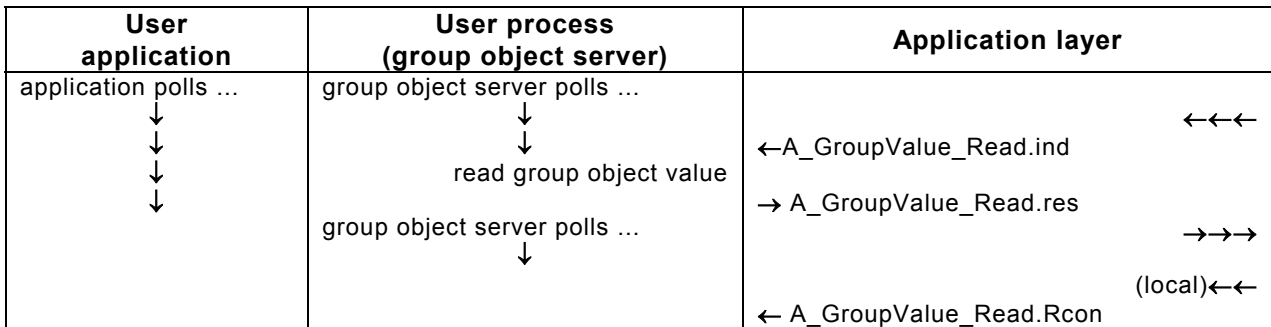 User application
User process (group object server)
Application layer
application polls …
group object server polls …
↓ ↓ ←←←
↓ ↓ ←A_GroupValue_Read.ind
↓ read group object value
↓ → A_GroupValue_Read.res
group object server polls …
→→→
↓
(local)←←
← A_GroupValue_Read.Rcon